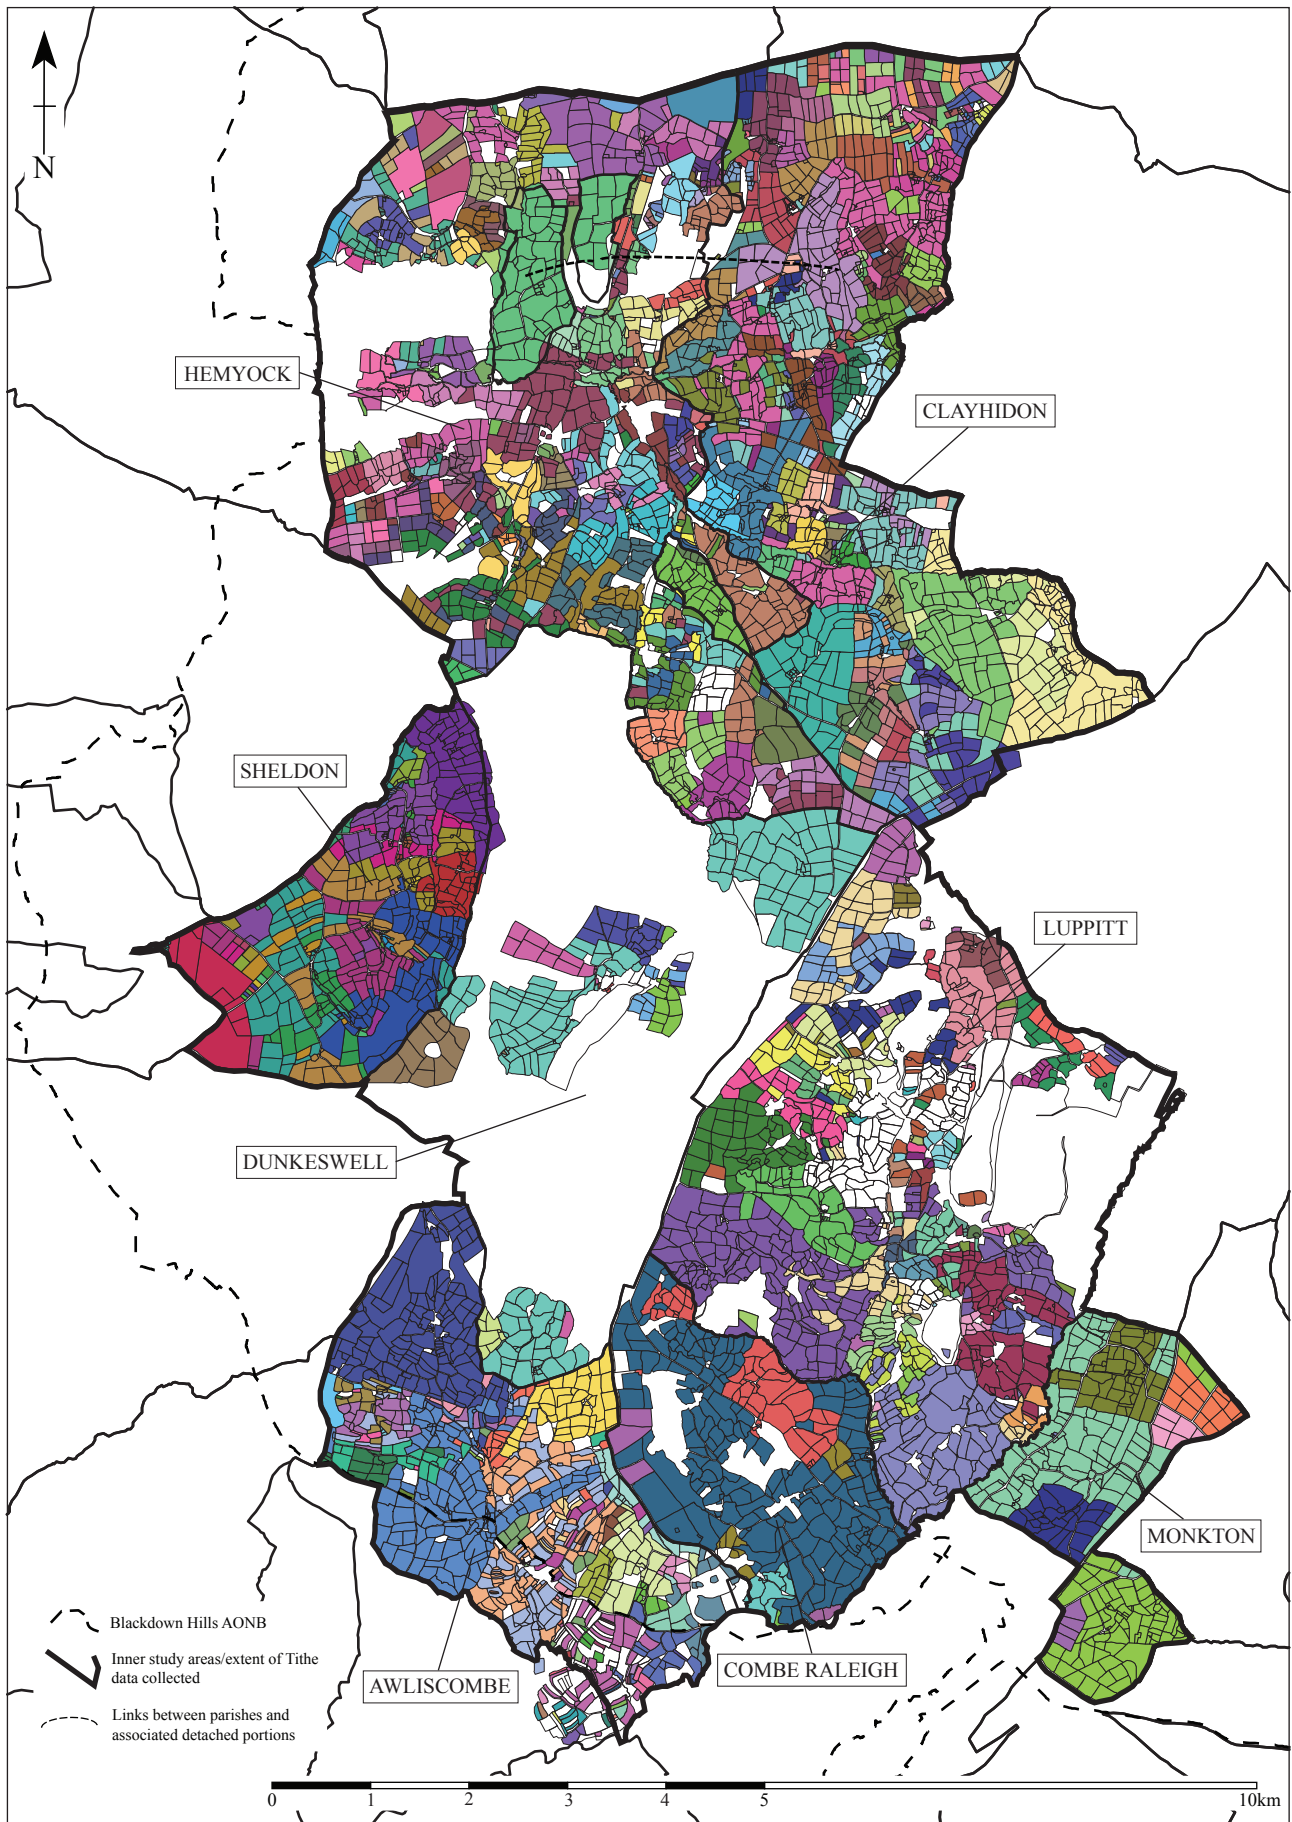 N
HEMYOCK
CLAYHIDON
SHELDON
LUPPITT
DUNKESWELL
MONKTON
Blackdown Hills AONB
Inner study areas/extent of Tithe
data collected
COMBE RALEIGH
AWLISCOMBE
Links between parishes and
associated detached portions
0 1 2 3 4 5 10km